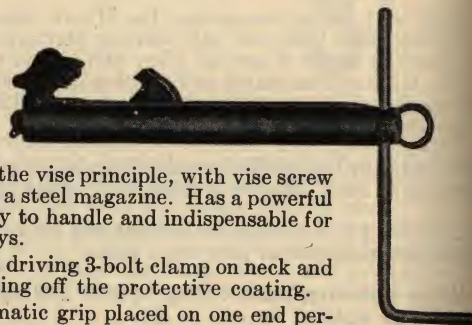 the vise principle, with vise screw
a steel magazine. Has a powerful
y to handle and indispensable for
ys.
driving 3-bolt clamp on neck and
ing off the protective coating.
matic grip placed on one end per-